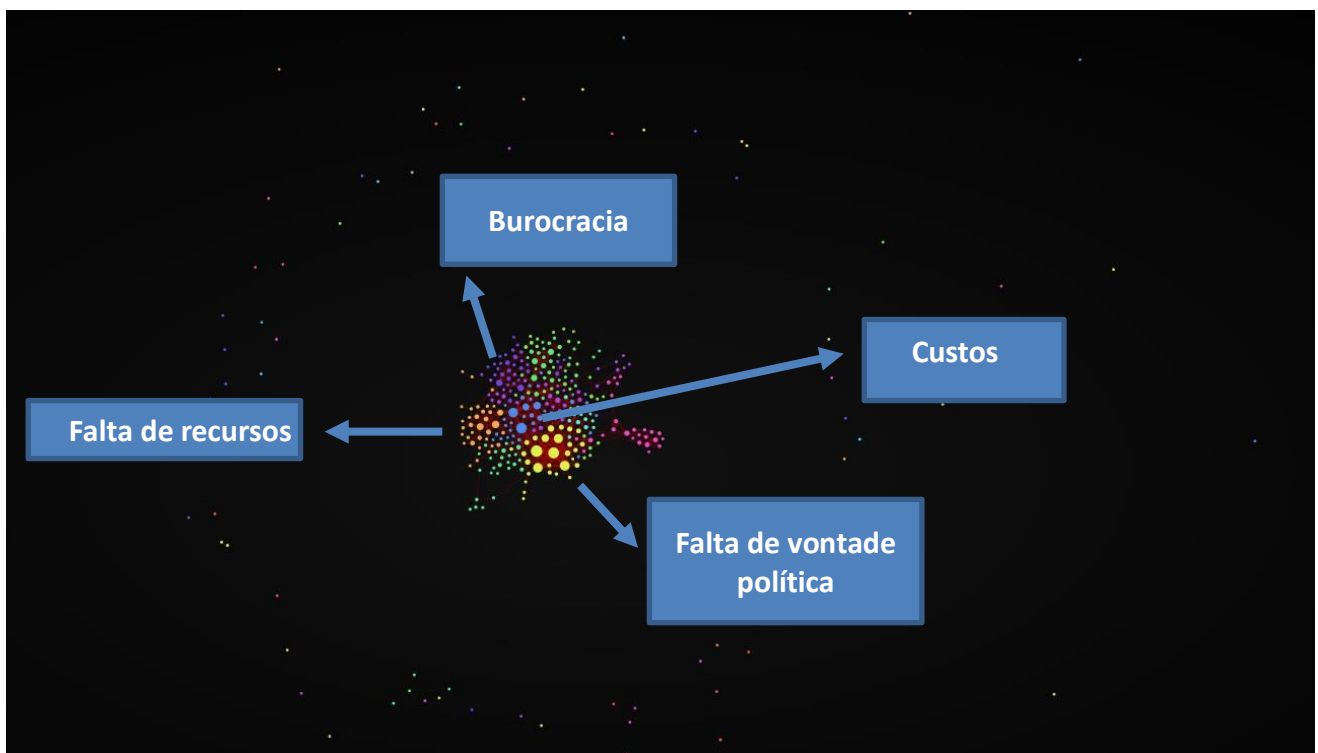 Burocracia
Custos
Falta de recursos
Falta de vontade
política